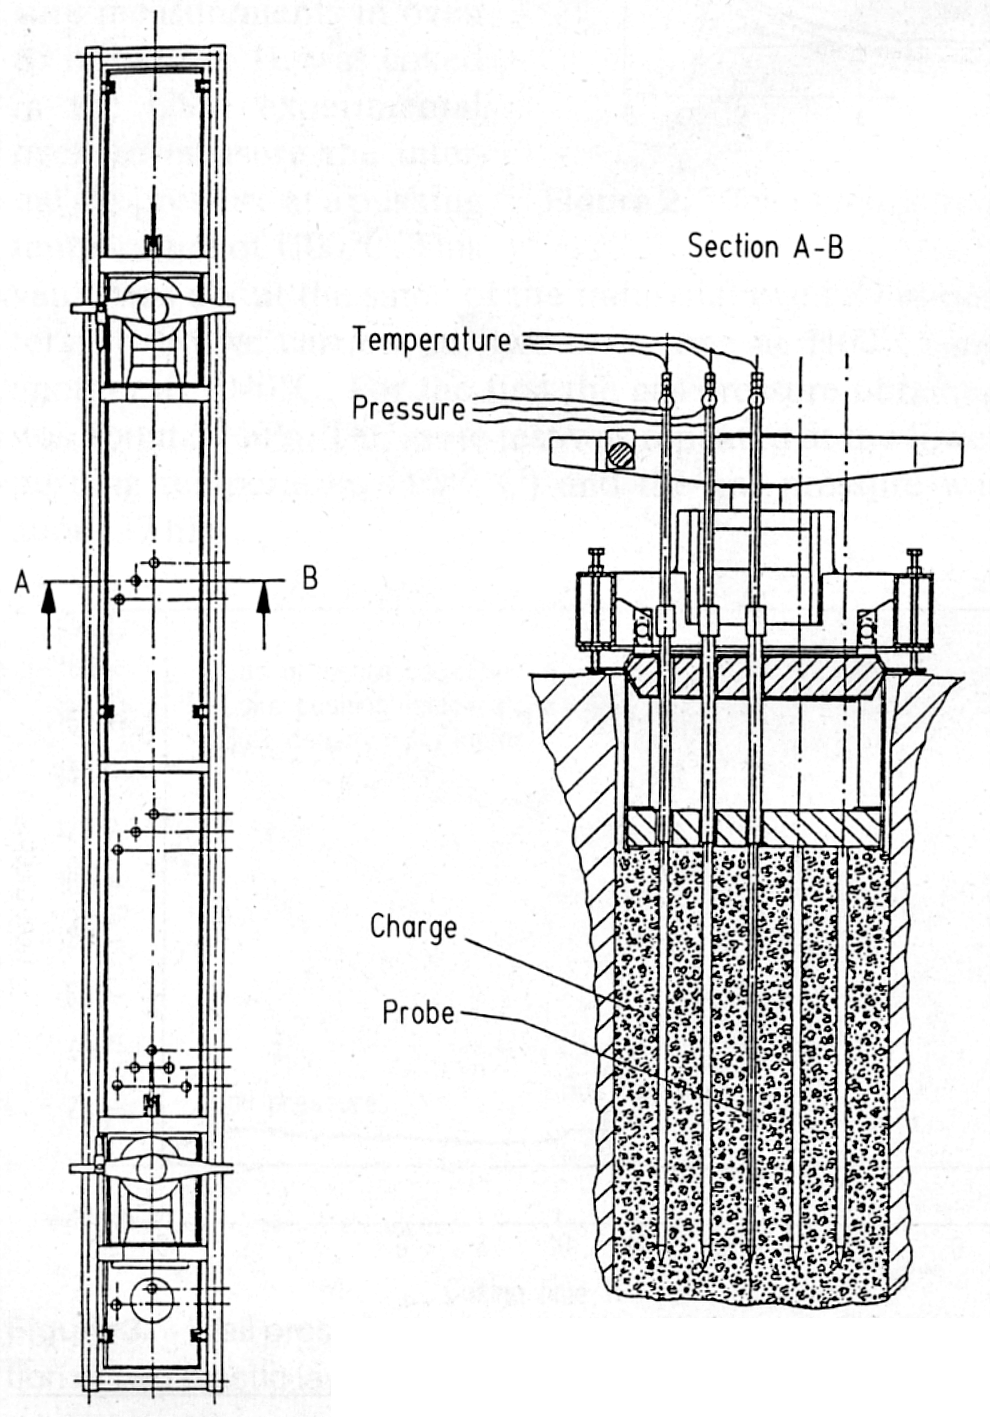 Section A-B
Temperature
Pressure
A
B
Charge
Probe